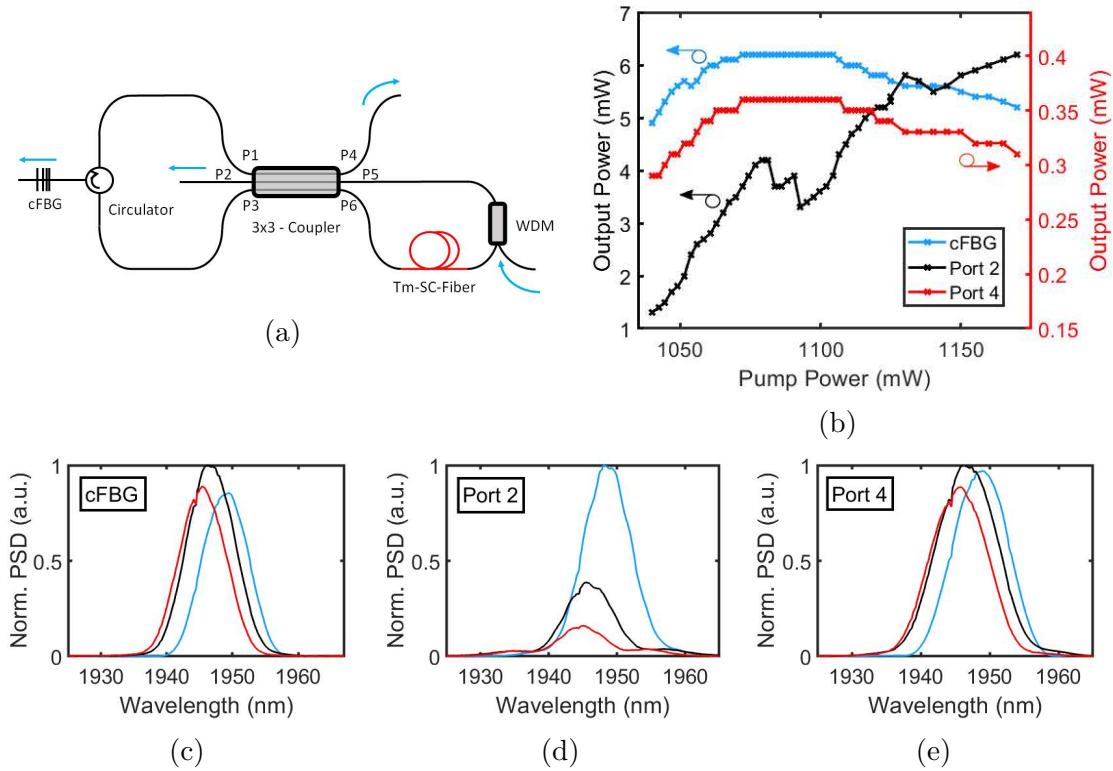 P1
P4
P2
P5
cFBG
P3
P6
Circulator
3x3 - Coupler
WDM
Tm-SC-Fiber
(a)
7
6
5
4
3
2
1
Output Power (mW)
0.4
0.35
0.3
0.25
0.2
0.15
Output Power (mW)
cFBG
Port 2
Port 4
1050
1100
1150
Pump Power (mW)
(b)
cFBG
1
0.5
0
Norm. PSD (a.u.)
1930
1940
1950
1960
Wavelength (nm)
(c)
Port 2
1
0.5
0
Norm. PSD (a.u.)
1930
1940
1950
1960
Wavelength (nm)
(d)
Port 4
1
0.5
0
Norm. PSD (a.u.)
1930
1940
1950
1960
Wavelength (nm)
(e)